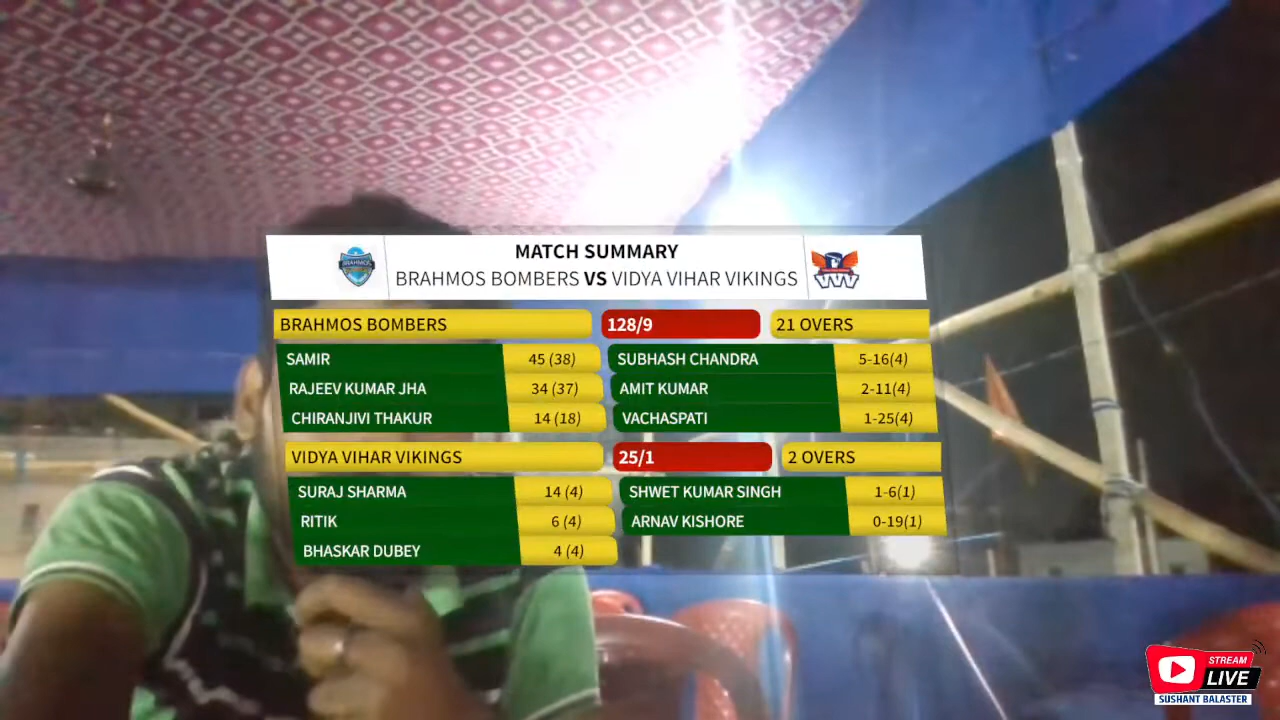 MATCH SUMMARY
BRAHMOS BOMBERS VS VIDYA VIHAR VIKINGS
BRAHMOS
VVV
BRAHMOS BOMBERS 128/9 21 OVERS
SAMIR 45 (38) SUBHASH CHANDRA 5-16(4)
RAJEEV KUMAR JHA 34 (37) AMIT KUMAR 2-11(4)
CHIRANJIVI THAKUR 14 (18) VACHASPATI 1-25(4)
VIDYA VIHAR VIKINGS 25/1 2 OVERS
SURAJ SHARMA 14 (4) SHWET KUMAR SINGH 1-6(1)
RITIK 6 (4) ARNAV KISHORE 0-19(1)
BHASKAR DUBEY 4 (4)
STREAM
LIVE
SUSHANT BALASTER